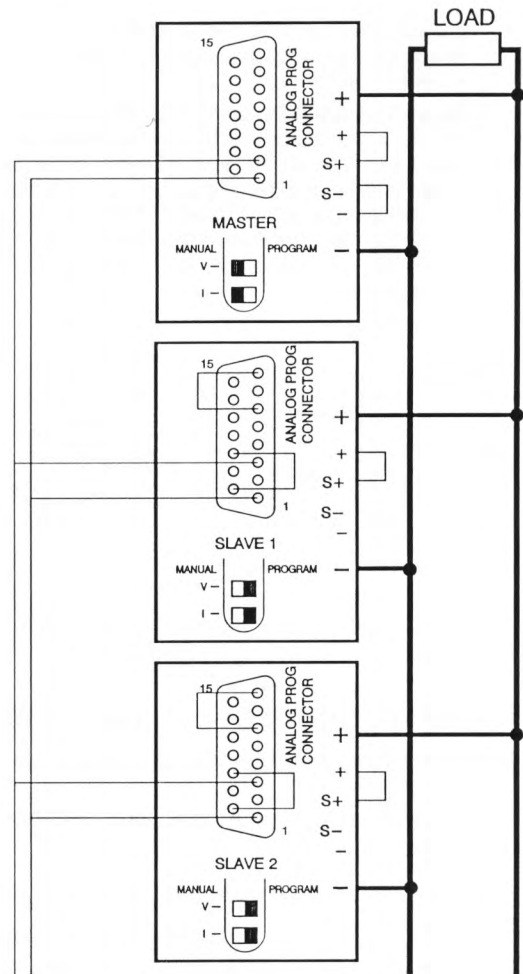 LOAD
15
ANALOG PROG
CONNECTOR
1
+
+
S+
S−
-
−
MASTER
MANUAL
PROGRAM
V −
I −
15
ANALOG PROG
CONNECTOR
1
+
+
S+
S−
-
−
SLAVE 1
MANUAL
PROGRAM
V −
I −
15
ANALOG PROG
CONNECTOR
1
+
+
S+
S−
-
−
SLAVE 2
MANUAL
PROGRAM
V −
I −